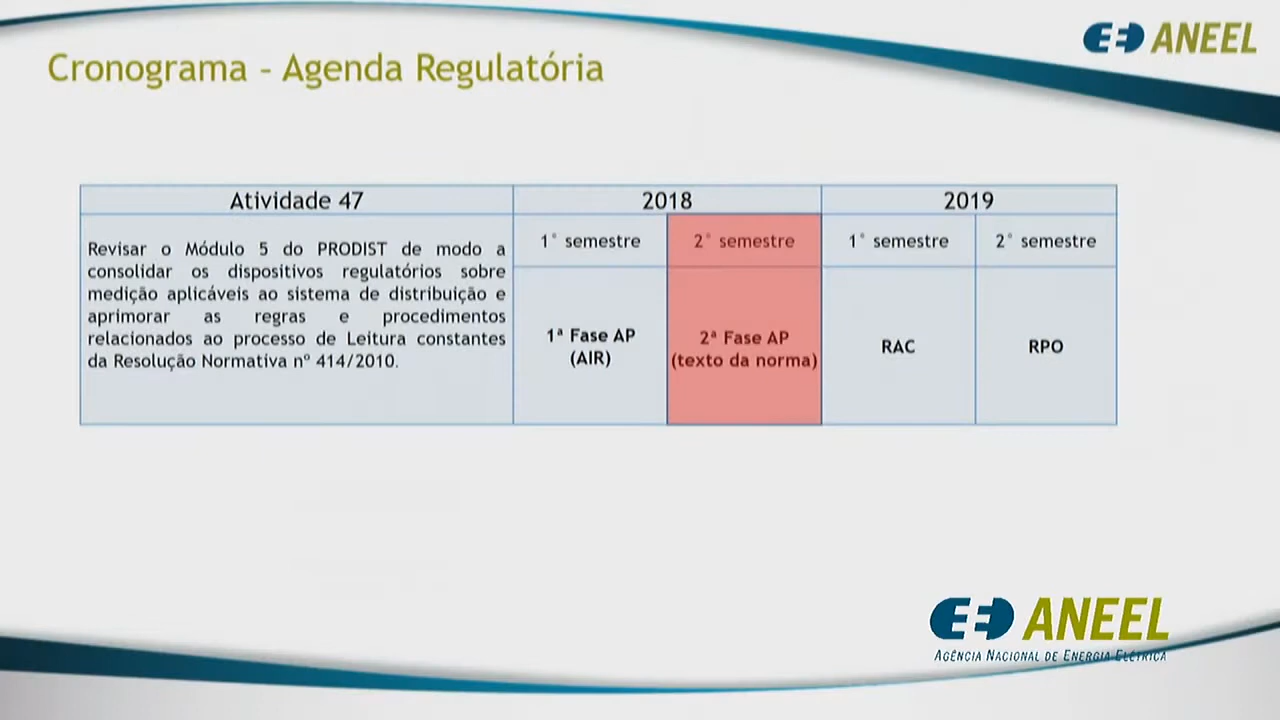 ANEEL
Cronograma – Agenda Regulatória
Atividade 47
2018
2019
Revisar o Módulo 5 do PRODIST de modo a
consolidar os dispositivos regulatórios sobre
medição aplicáveis ao sistema de distribuição e
aprimorar as regras e procedimentos
relacionados ao processo de Leitura constantes
da Resolução Normativa nº 414/2010.
1° semestre
2° semestre
1° semestre
2° semestre
1ª Fase AP
(AIR)
2ª Fase AP
(texto da norma)
RAC
RPO
ANEEL
AGÊNCIA NACIONAL DE ENERGIA ELÉTRICA